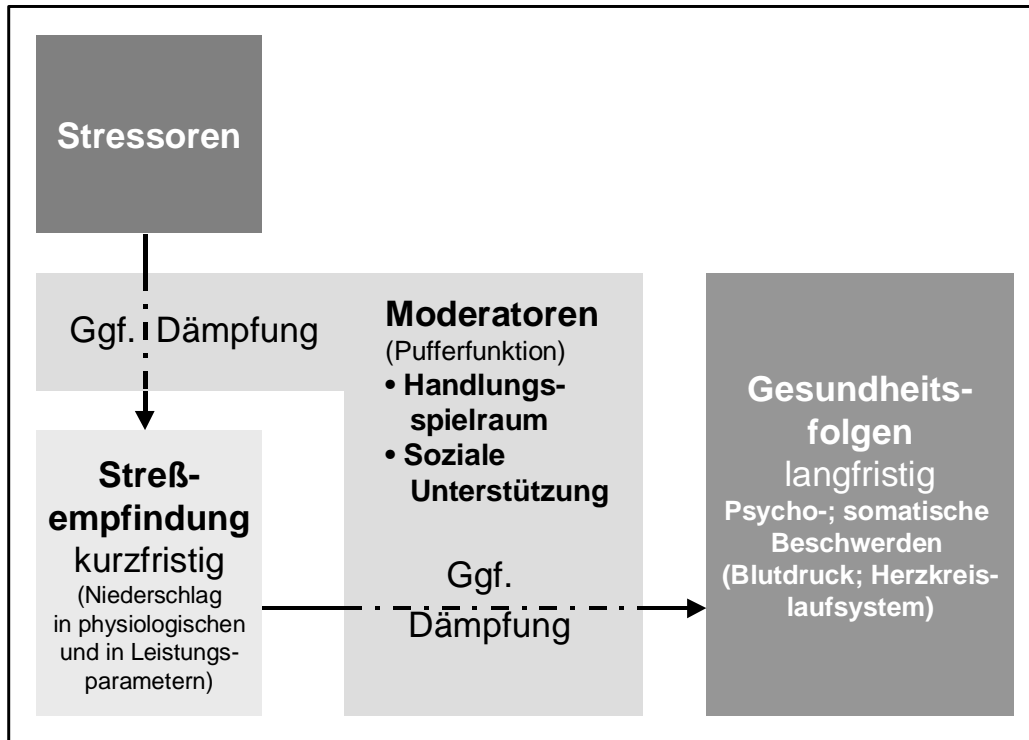 Stressoren
Ggf. Dämpfung
Moderatoren
(Pufferfunktion)
• Handlungs-
spielraum
• Soziale
Unterstützung
Streß-
empfindung
kurzfristig
(Niederschlag
in physiologischen
und in Leistungs-
parametern)
Ggf.
Dämpfung
Gesundheits-
folgen
langfristig
Psycho-; somatische
Beschwerden
(Blutdruck; Herzkreis-
laufsystem)